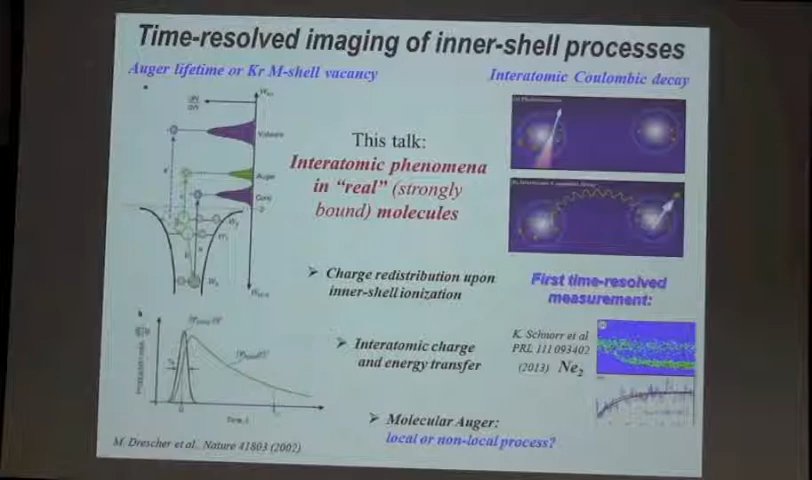 Time-resolved imaging of inner-shell processes
Auger lifetime or Kr M-shell vacancy
Interatomic Coulombic decay
This talk:
Interatomic phenomena
in “real” (strongly
bound) molecules
Auger
➢ Charge redistribution upon
inner-shell ionization
➢ Interatomic charge
and energy transfer
➢ Molecular Auger:
local or non-local process?
First time-resolved
measurement:
K. Schnorr et al
PRL 111 093402
(2013) Ne₂
M. Drescher et al., Nature 41803 (2002)